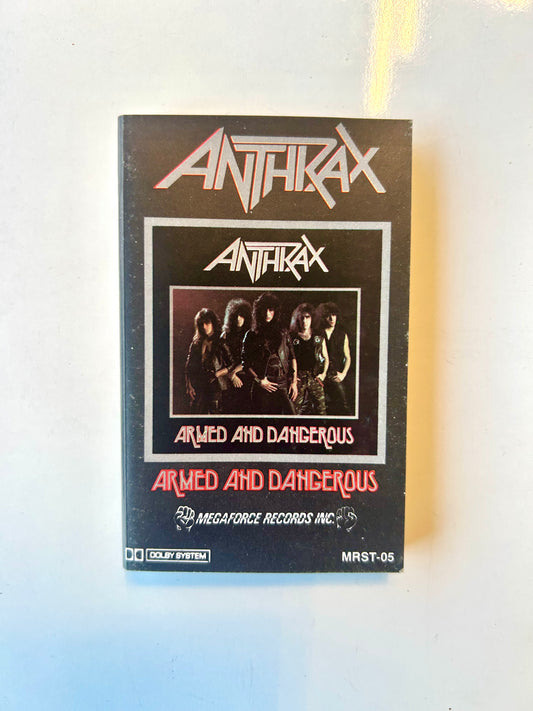 ANTHRAX
ANTHRAX
ARMED AND DANGEROUS
ARMED AND DANGEROUS
MEGAFORCE RECORDS INC.
DOLBY SYSTEM
MRST-05